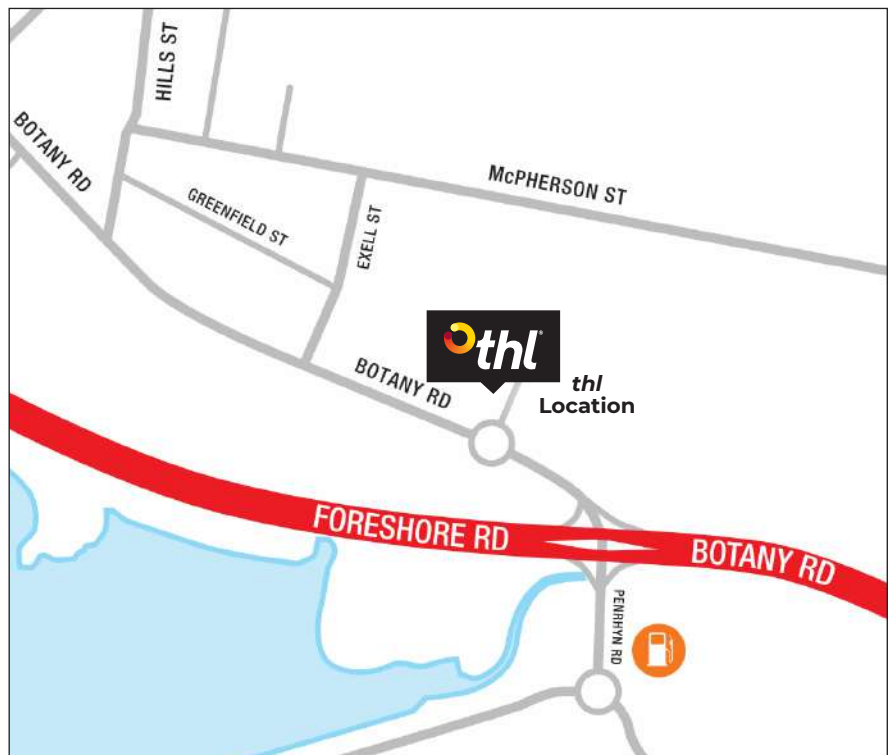 HILLS ST
BOTANY RD
McPHERSON ST
GREENFIELD ST
EXELL ST
thl
thl
Location
BOTANY RD
FORESHORE RD
BOTANY RD
PENRHYN RD